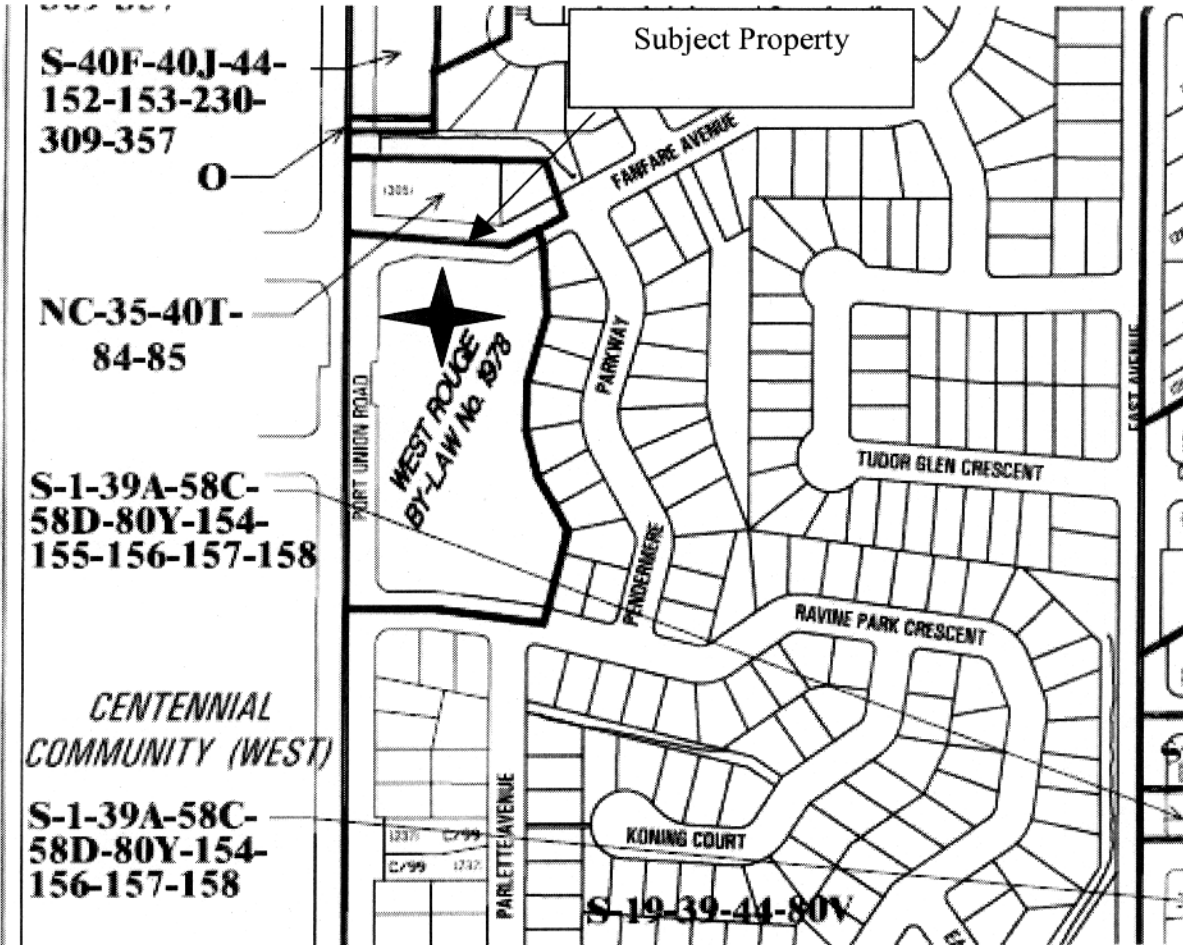 Subject Property
S-40F-40J-44-
152-153-230-
309-357
O
FANFARE AVENUE
NC-35-40T-
84-85
WEST ROUGE
BY-LAW No. 1978
PORT UNION ROAD
PARKWAY
EAST AVENUE
TUDOR GLEN CRESCENT
S-1-39A-58C-
58D-80Y-154-
155-156-157-158
PENDERMERE
RAVINE PARK CRESCENT
CENTENNIAL
COMMUNITY (WEST)
S-1-39A-58C-
58D-80Y-154-
156-157-158
C/99
C/99
PARLETTE AVENUE
KONING COURT
S-19-39-44-80V